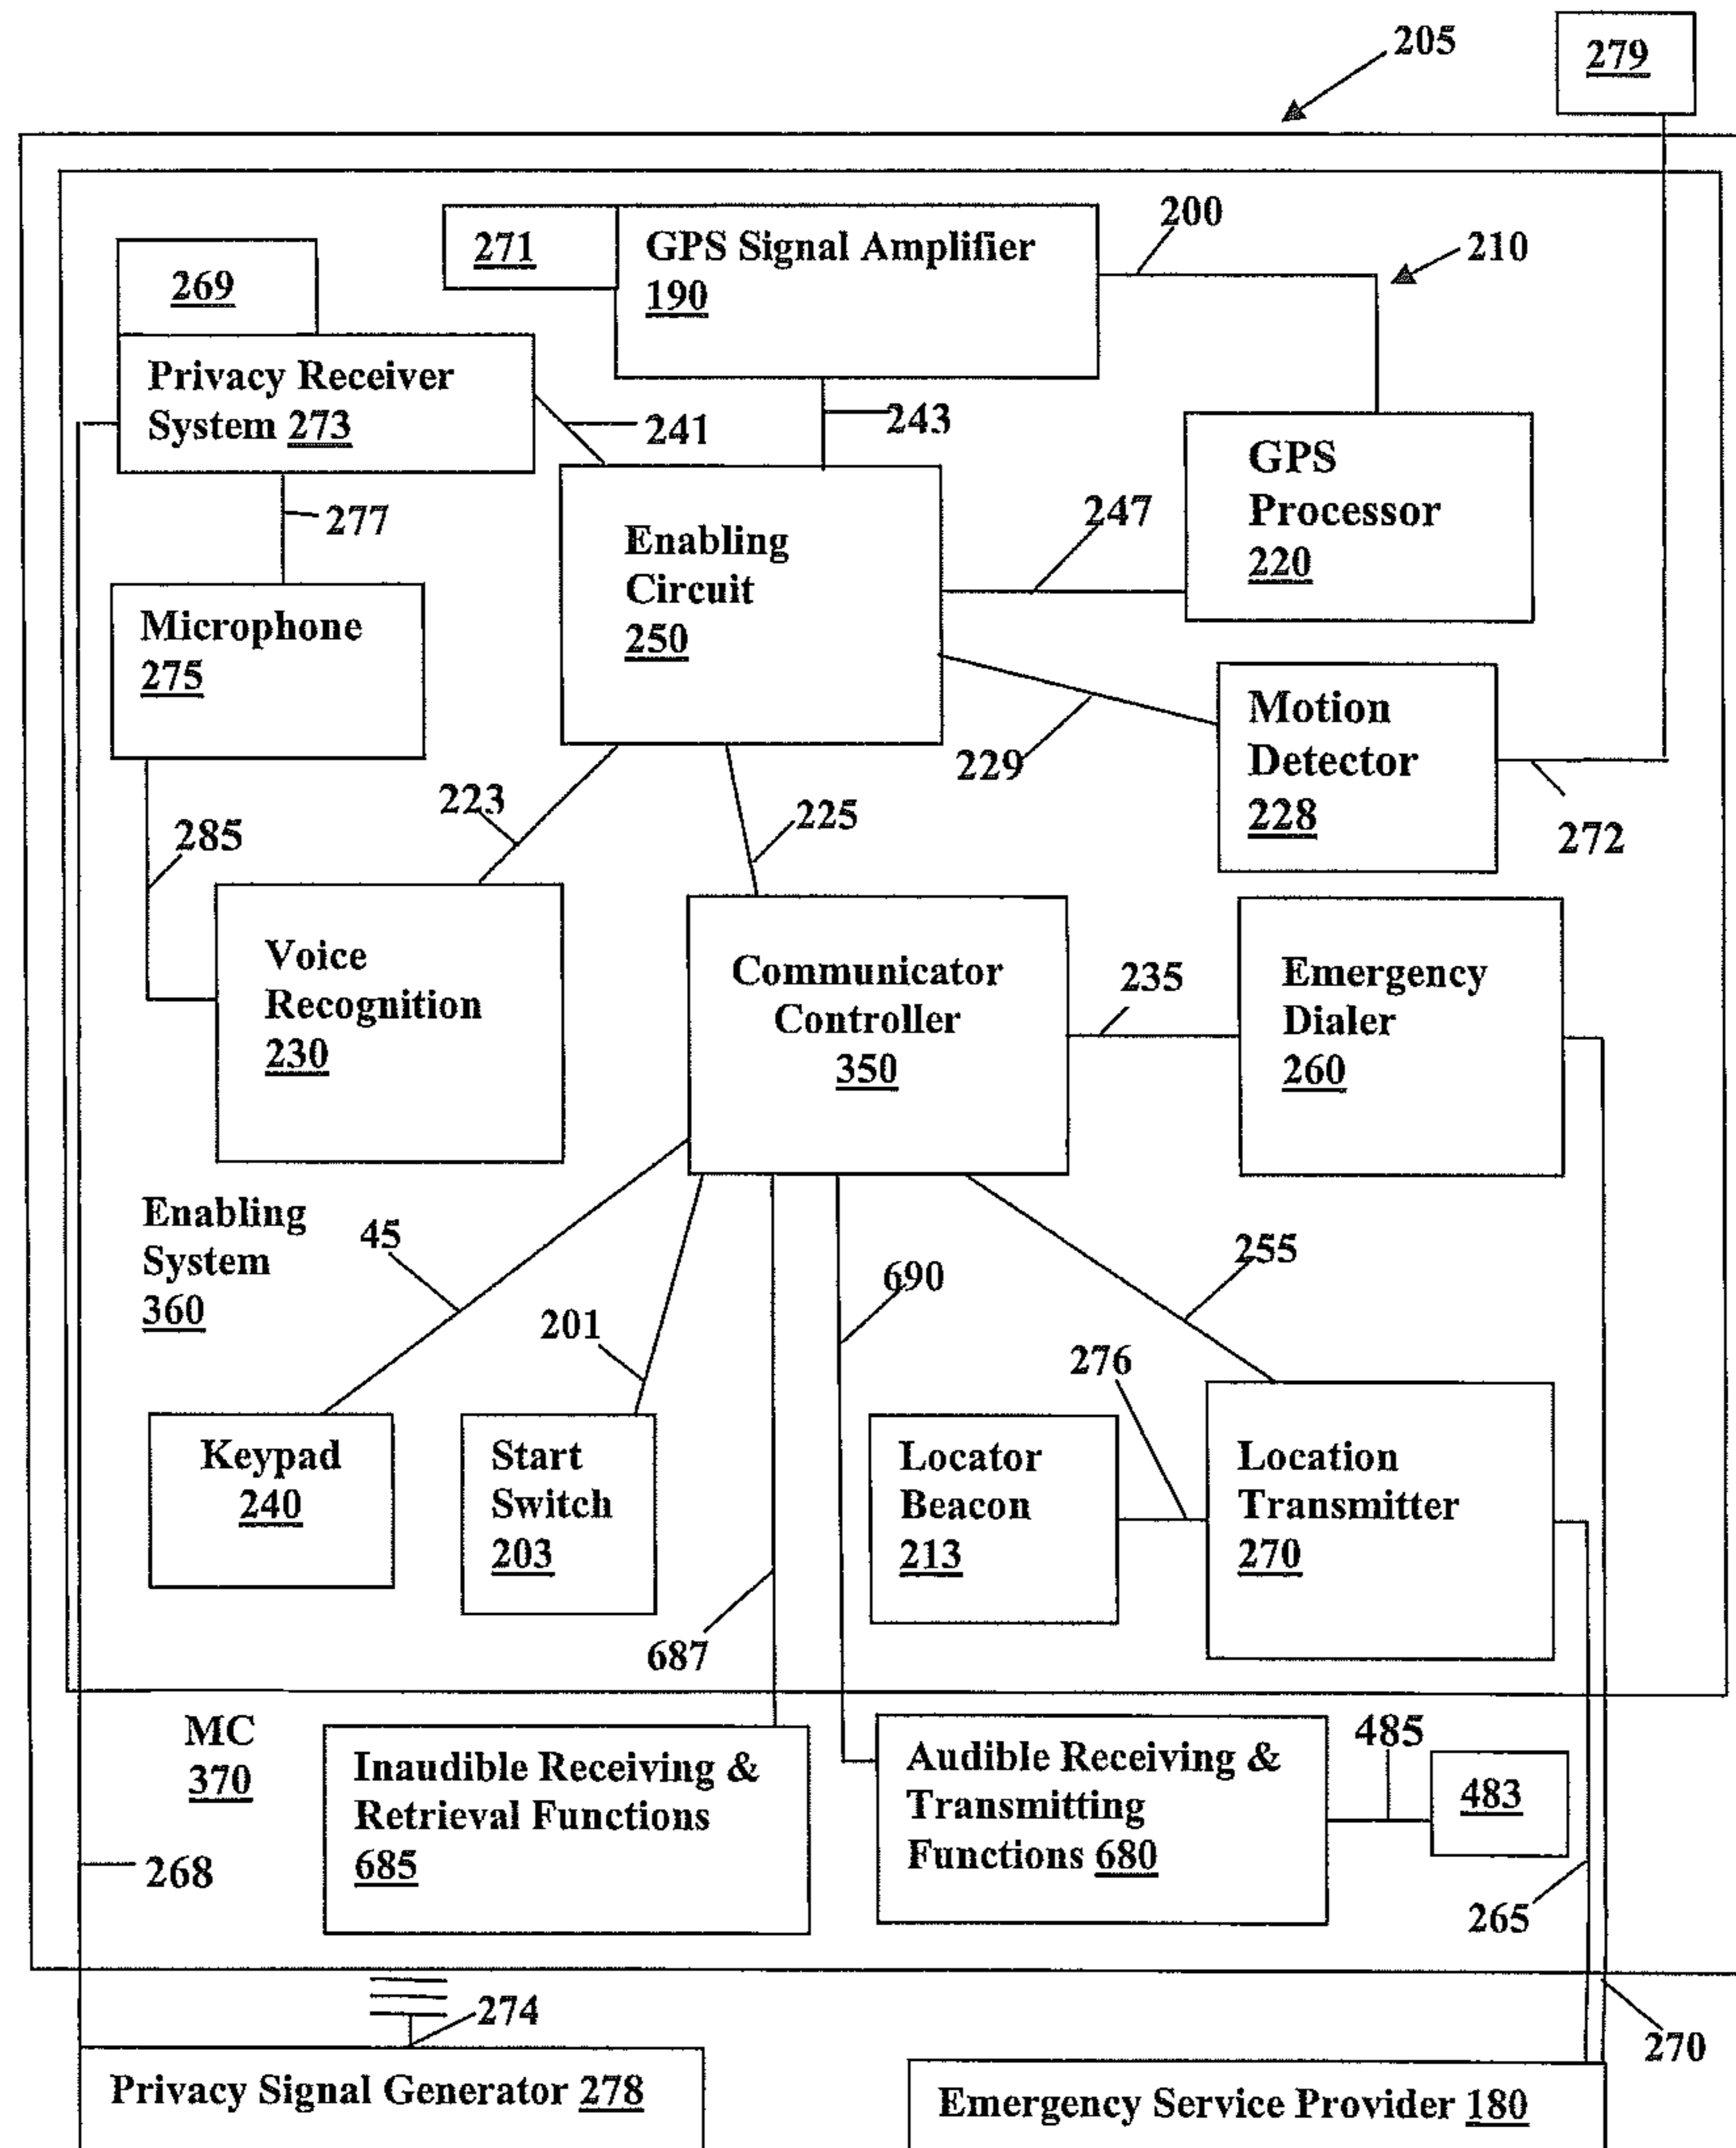 205
279
200
271
GPS Signal Amplifier
190
210
269
Privacy Receiver
System 273
241
243
GPS
Processor
220
277
247
Enabling
Circuit
250
Microphone
275
Motion
Detector
228
229
223
225
272
285
Voice
Recognition
230
Communicator
Controller
350
235
Emergency
Dialer
260
Enabling
System
360
45
690
255
201
276
Keypad
240
Start
Switch
203
Locator
Beacon
213
Location
Transmitter
270
687
MC
370
Inaudible Receiving &
Retrieval Functions
685
Audible Receiving &
Transmitting
Functions 680
485
483
268
265
274
270
Privacy Signal Generator 278
Emergency Service Provider 180